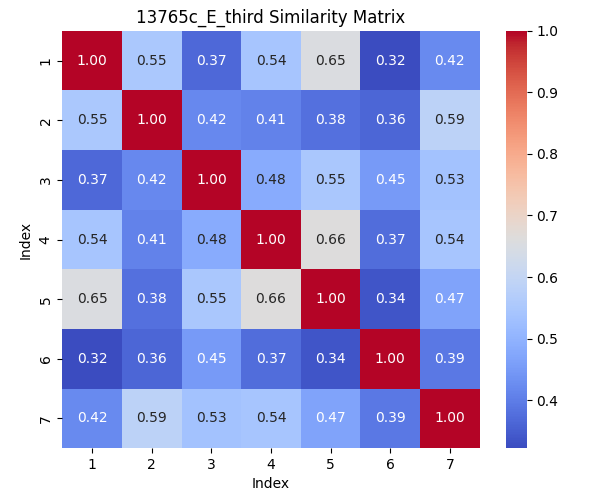 13765c_E_third Similarity Matrix
1 1.00 0.55 0.37 0.54 0.65 0.32 0.42
2 0.55 1.00 0.42 0.41 0.38 0.36 0.59
3 0.37 0.42 1.00 0.48 0.55 0.45 0.53
4 0.54 0.41 0.48 1.00 0.66 0.37 0.54
5 0.65 0.38 0.55 0.66 1.00 0.34 0.47
6 0.32 0.36 0.45 0.37 0.34 1.00 0.39
7 0.42 0.59 0.53 0.54 0.47 0.39 1.00
1 2 3 4 5 6 7
Index
Index
1.0
0.9
0.8
0.7
0.6
0.5
0.4